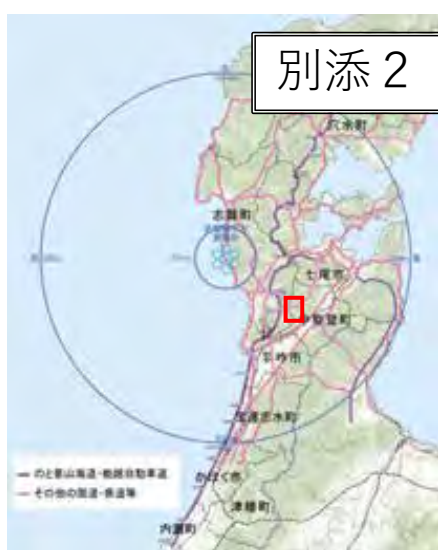 別添２
穴水町
志賀町
七尾市
中能登町
羽咋市
宝達志水町
かほく市
津幡町
内灘町
のと里山海道・能越自動車道
その他の国道・県道等